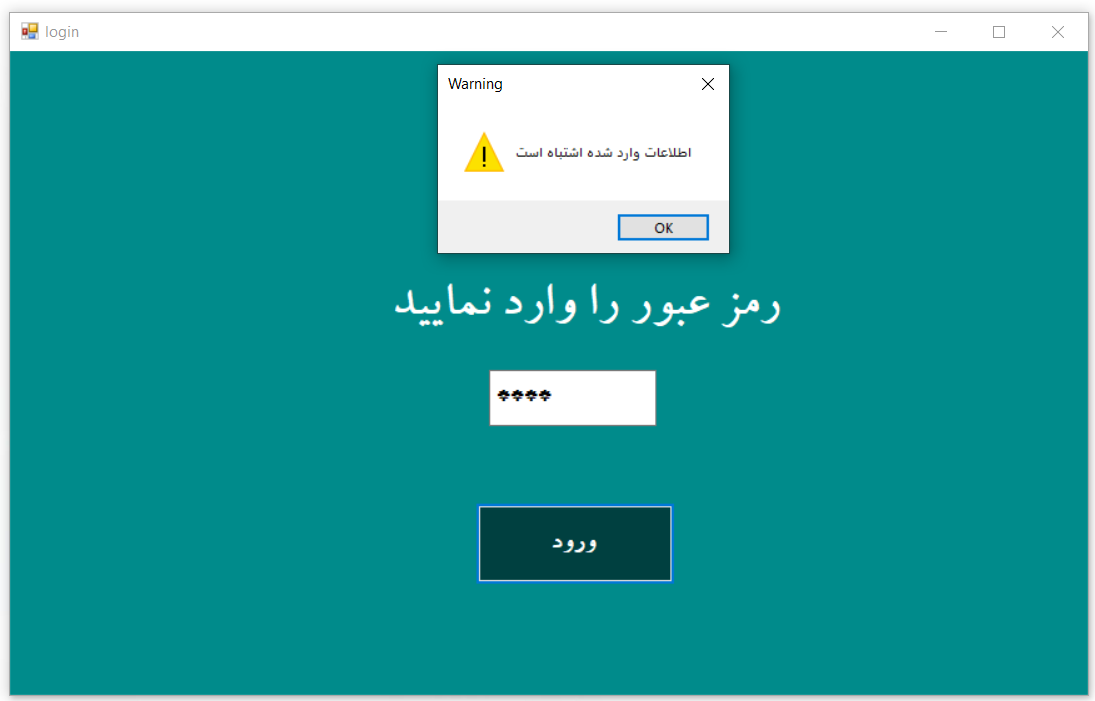 login
Warning
اطلاعات وارد شده اشتباه است
OK
رمز عبور را وارد نمایید
ورود